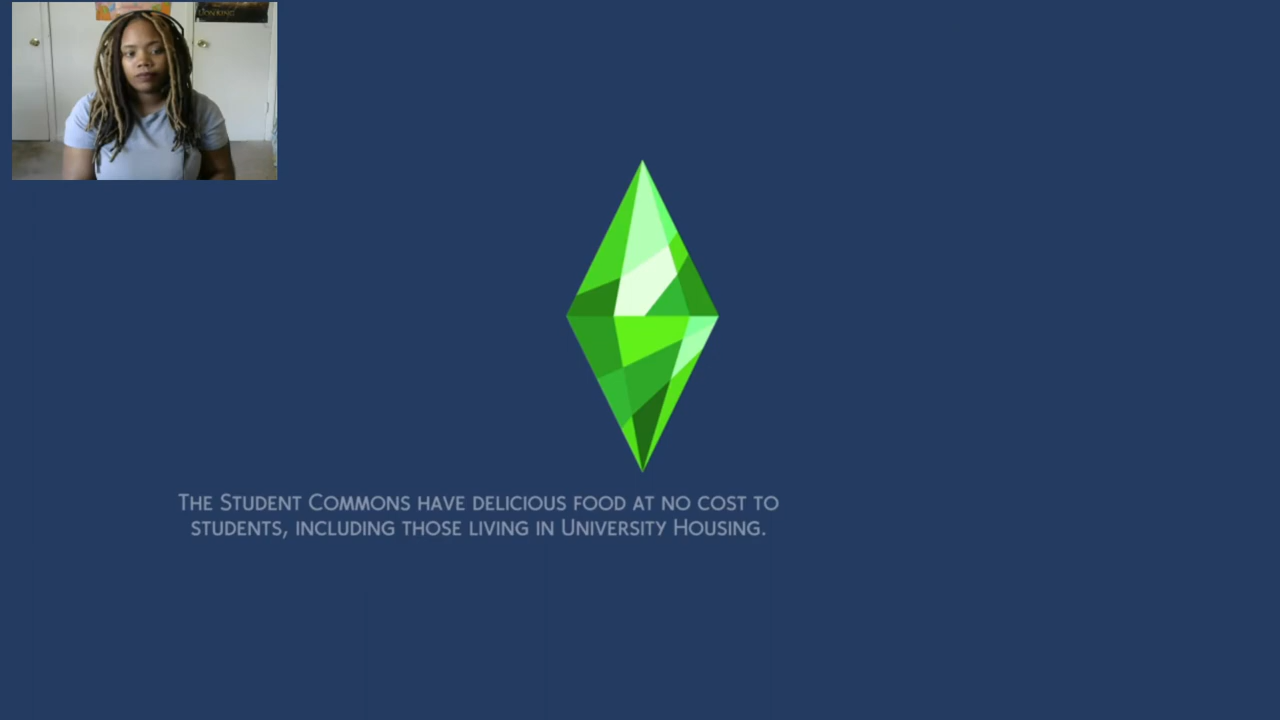 The Student Commons have delicious food at no cost to
students, including those living in University Housing.